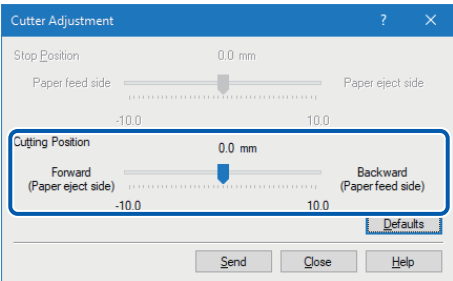 Cutter Adjustment ? ×
Stop Position 0.0 mm
Paper feed side Paper eject side
-10.0 10.0
Cutting Position 0.0 mm
Forward Backward
(Paper eject side) (Paper feed side)
-10.0 10.0
Defaults
Send Close Help